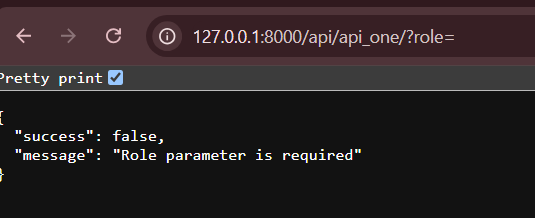 127.0.0.1:8000/api/api_one/?role=
Pretty print
{
"success": false,
"message": "Role parameter is required"
}